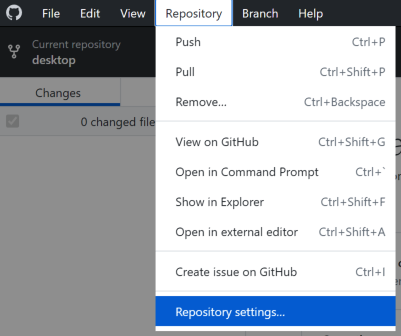 File Edit View Repository Branch Help
Current repository
desktop
Changes
0 changed file
Push Ctrl+P
Pull Ctrl+Shift+P
Remove... Ctrl+Backspace
View on GitHub Ctrl+Shift+G
Open in Command Prompt Ctrl+`
Show in Explorer Ctrl+Shift+F
Open in external editor Ctrl+Shift+A
Create issue on GitHub Ctrl+I
Repository settings...